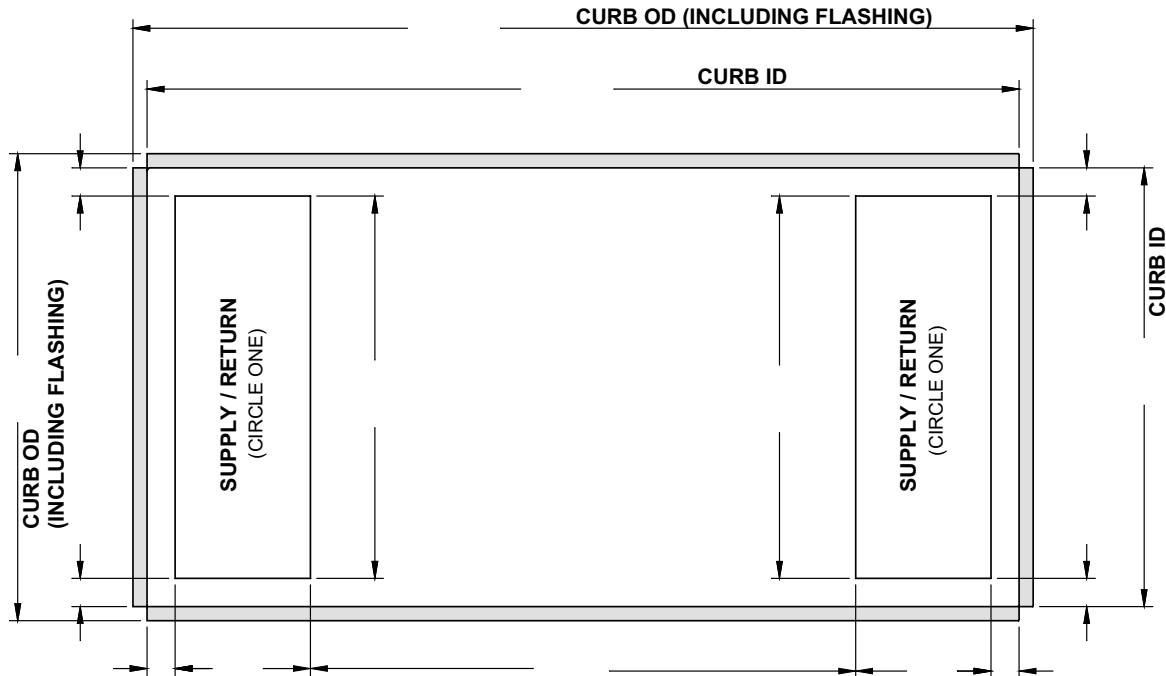 CURB OD (INCLUDING FLASHING)
CURB ID
CURB OD
(INCLUDING FLASHING)
SUPPLY / RETURN
(CIRCLE ONE)
SUPPLY / RETURN
(CIRCLE ONE)
CURB ID